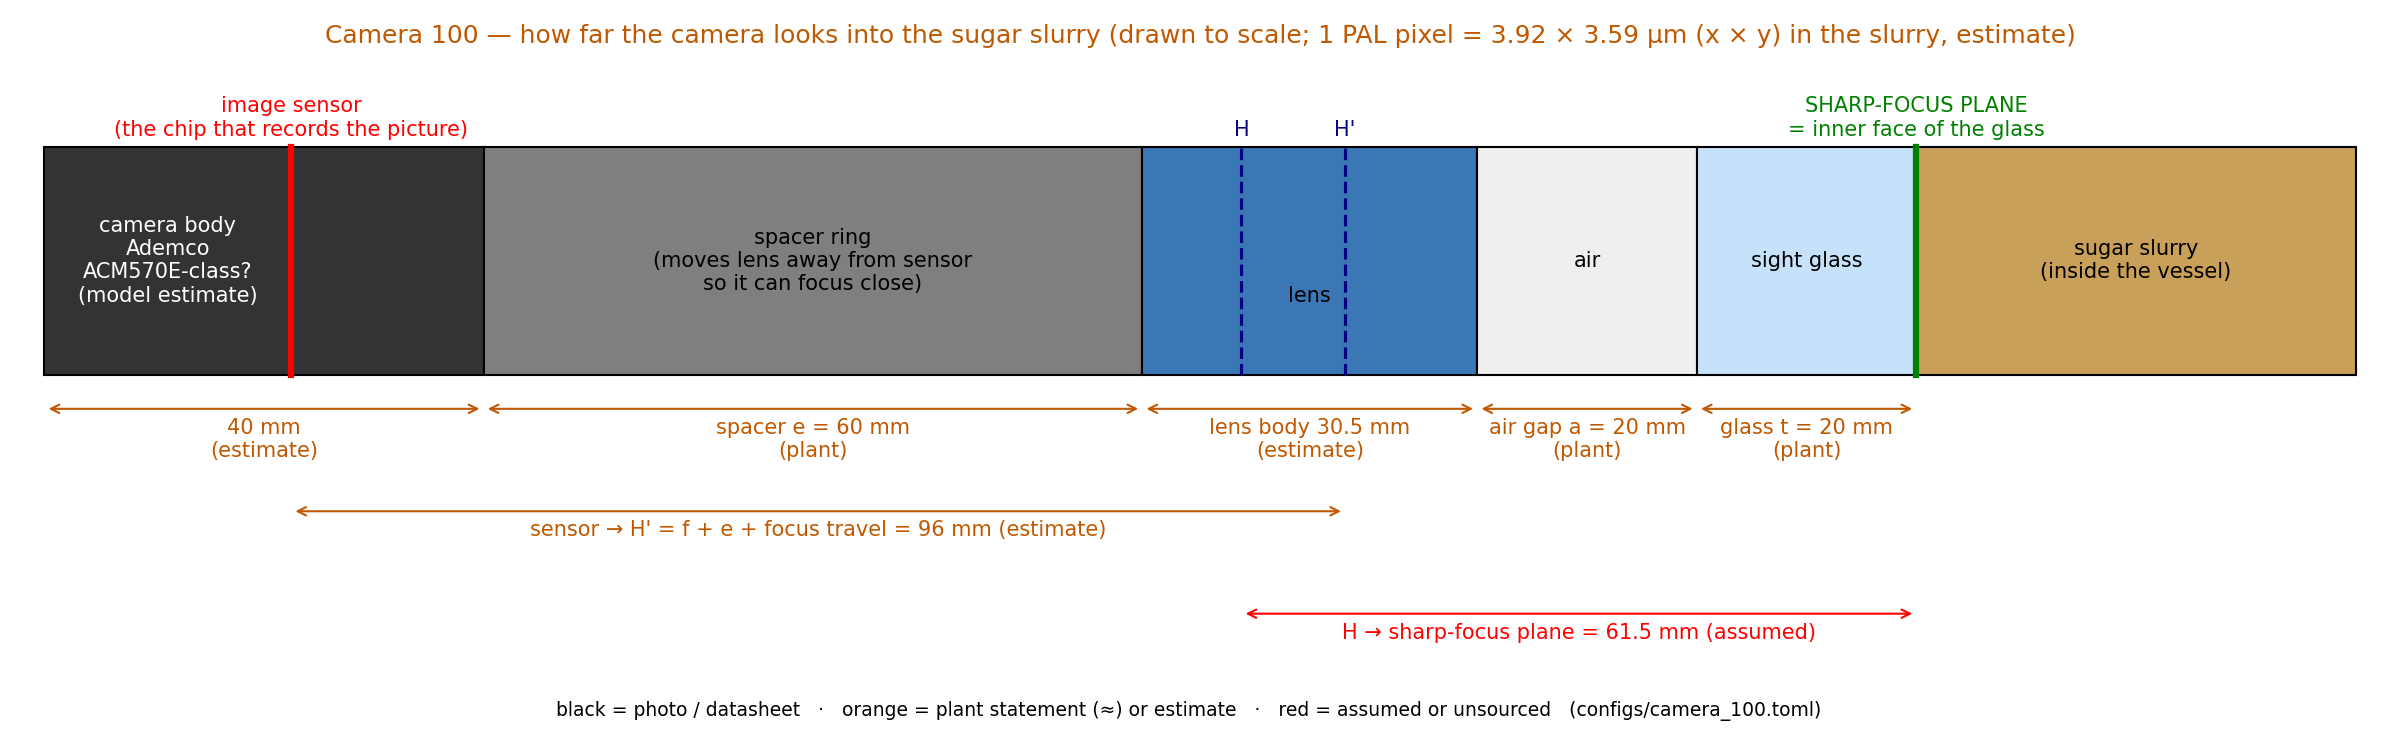 Camera 100 — how far the camera looks into the sugar slurry (drawn to scale; 1 PAL pixel = 3.92 × 3.59 µm (x × y) in the slurry, estimate)
image sensor
(the chip that records the picture)
H
H'
SHARP-FOCUS PLANE
= inner face of the glass
camera body
Ademco
ACM570E-class?
(model estimate)
spacer ring
(moves lens away from sensor
so it can focus close)
lens
air
sight glass
sugar slurry
(inside the vessel)
40 mm
(estimate)
spacer e = 60 mm
(plant)
lens body 30.5 mm
(estimate)
air gap a = 20 mm
(plant)
glass t = 20 mm
(plant)
sensor → H' = f + e + focus travel = 96 mm (estimate)
H → sharp-focus plane = 61.5 mm (assumed)
black = photo / datasheet · orange = plant statement (≈) or estimate · red = assumed or unsourced (configs/camera_100.toml)